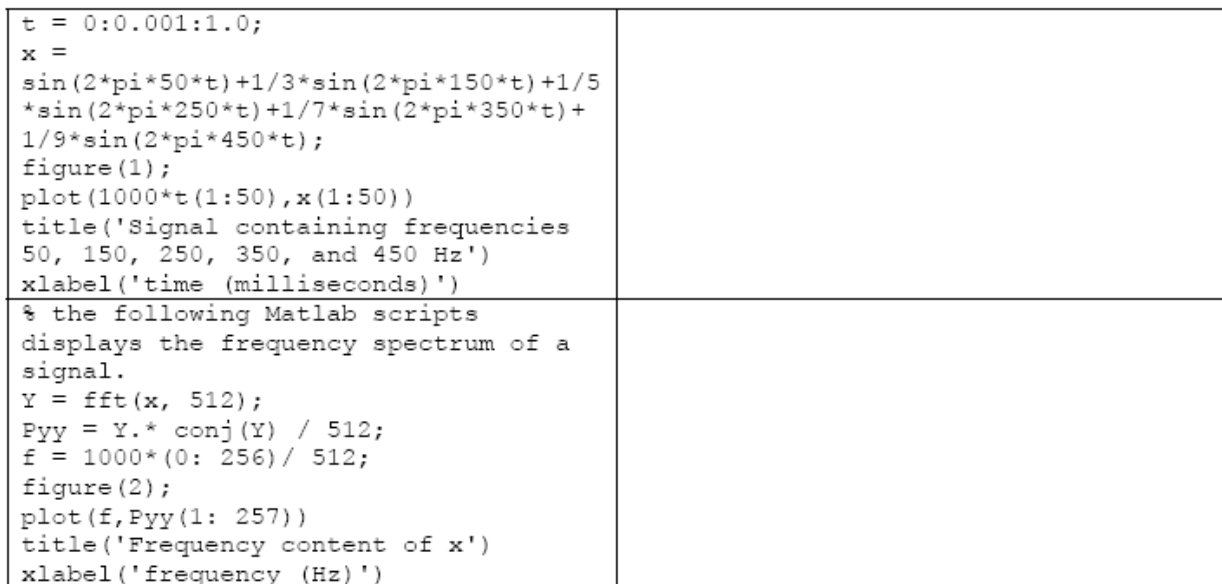 t = 0:0.001:1.0;
x =
sin(2*pi*50*t)+1/3*sin(2*pi*150*t)+1/5
*sin(2*pi*250*t)+1/7*sin(2*pi*350*t)+
1/9*sin(2*pi*450*t);
figure(1);
plot(1000*t(1:50),x(1:50))
title('Signal containing frequencies
50, 150, 250, 350, and 450 Hz')
xlabel('time (milliseconds)')
% the following Matlab scripts
displays the frequency spectrum of a
signal.
Y = fft(x, 512);
Pyy = Y.* conj(Y) / 512;
f = 1000*(0: 256)/ 512;
figure(2);
plot(f,Pyy(1: 257))
title('Frequency content of x')
xlabel('frequency (Hz)')